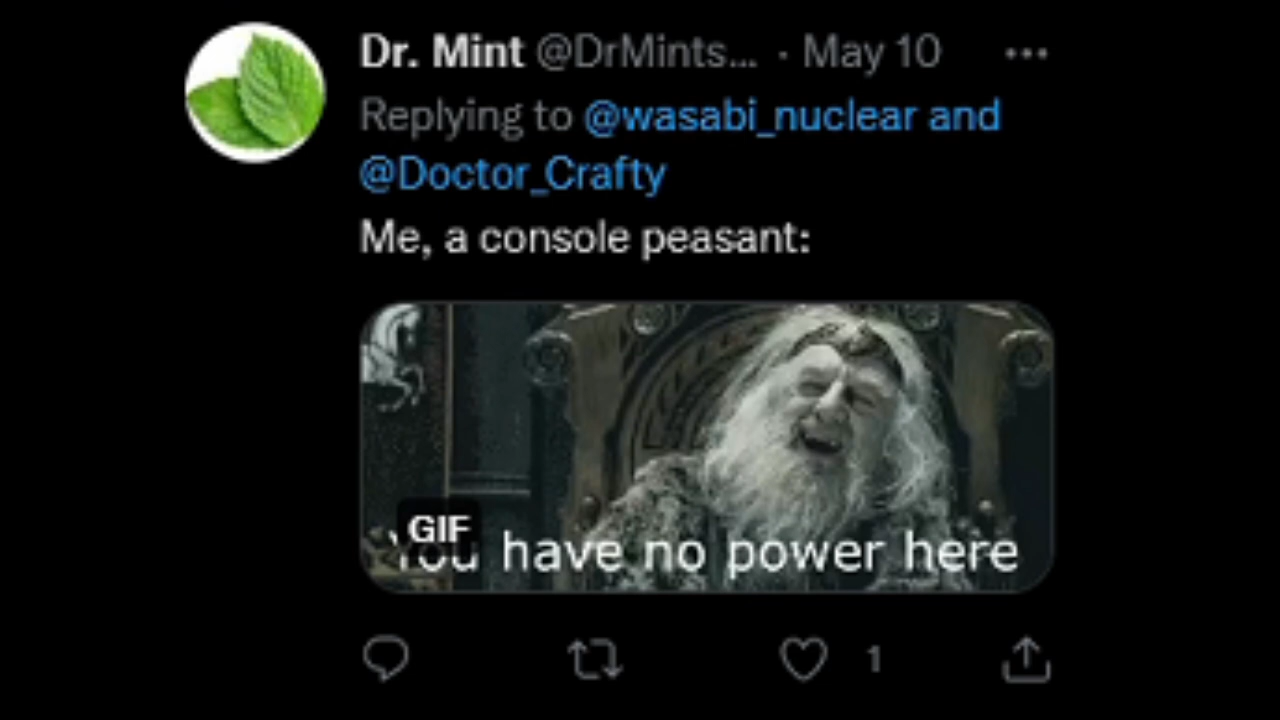 Dr. Mint @DrMints... · May 10
Replying to @wasabi_nuclear and
@Doctor_Crafty
Me, a console peasant:
GIF
You have no power here
1